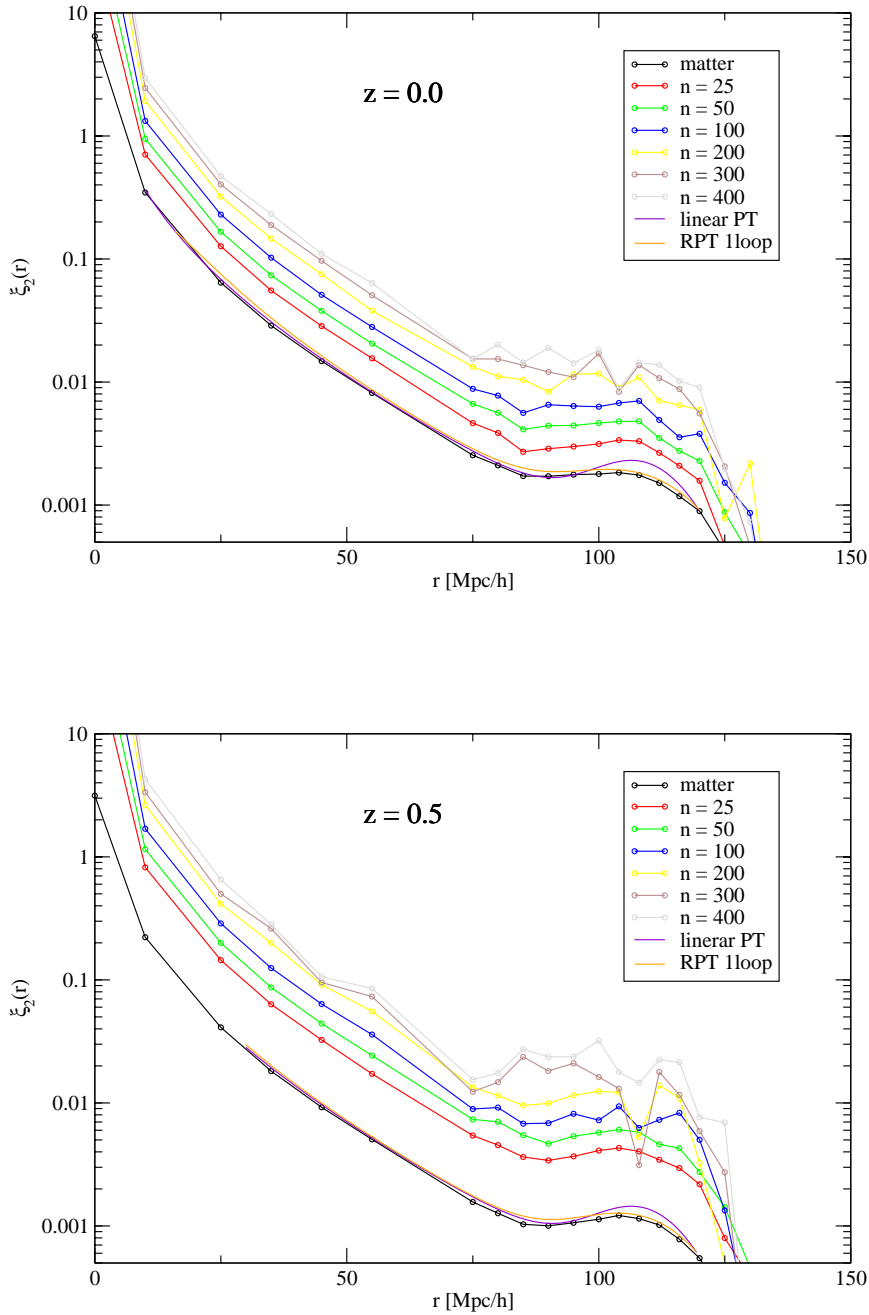 10
1
0.1
0.01
0.001
ξ₂(r)
z = 0.0
matter
n = 25
n = 50
n = 100
n = 200
n = 300
n = 400
linear PT
RPT 1loop
0
50
100
150
r [Mpc/h]
10
1
0.1
0.01
0.001
ξ₂(r)
z = 0.5
matter
n = 25
n = 50
n = 100
n = 200
n = 300
n = 400
linerar PT
RPT 1loop
0
50
100
150
r [Mpc/h]